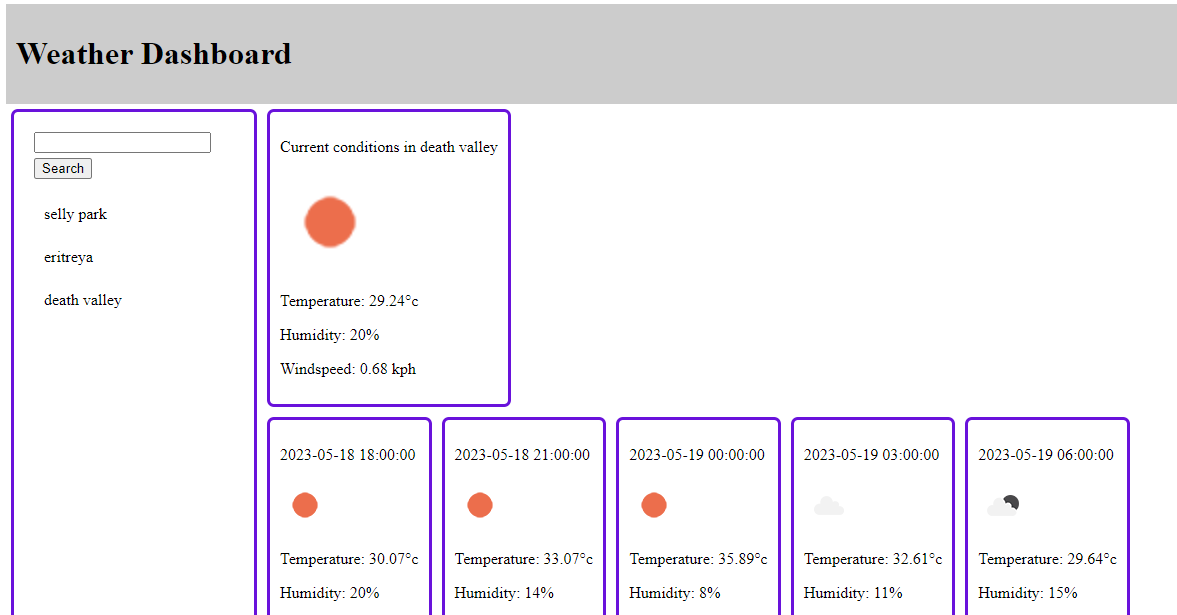 Weather Dashboard
Search
selly park
eritreya
death valley
Current conditions in death valley
Temperature: 29.24°c
Humidity: 20%
Windspeed: 0.68 kph
2023-05-18 18:00:00
Temperature: 30.07°c
Humidity: 20%
2023-05-18 21:00:00
Temperature: 33.07°c
Humidity: 14%
2023-05-19 00:00:00
Temperature: 35.89°c
Humidity: 8%
2023-05-19 03:00:00
Temperature: 32.61°c
Humidity: 11%
2023-05-19 06:00:00
Temperature: 29.64°c
Humidity: 15%